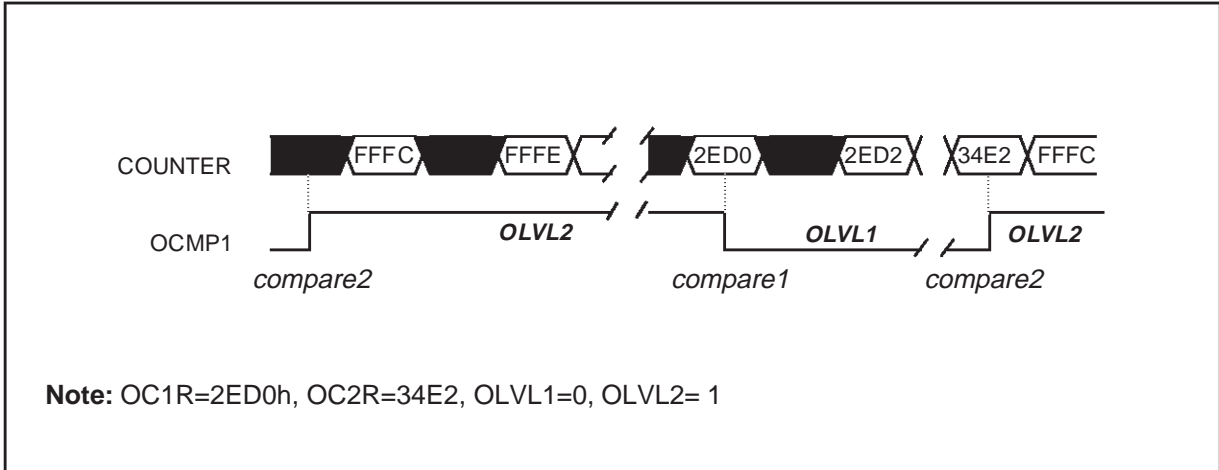 COUNTER FFFC FFFE 2ED0 2ED2 34E2 FFFC
OCMP1 OLVL2 OLVL1 OLVL2
compare2 compare1 compare2
Note: OC1R=2ED0h, OC2R=34E2, OLVL1=0, OLVL2= 1